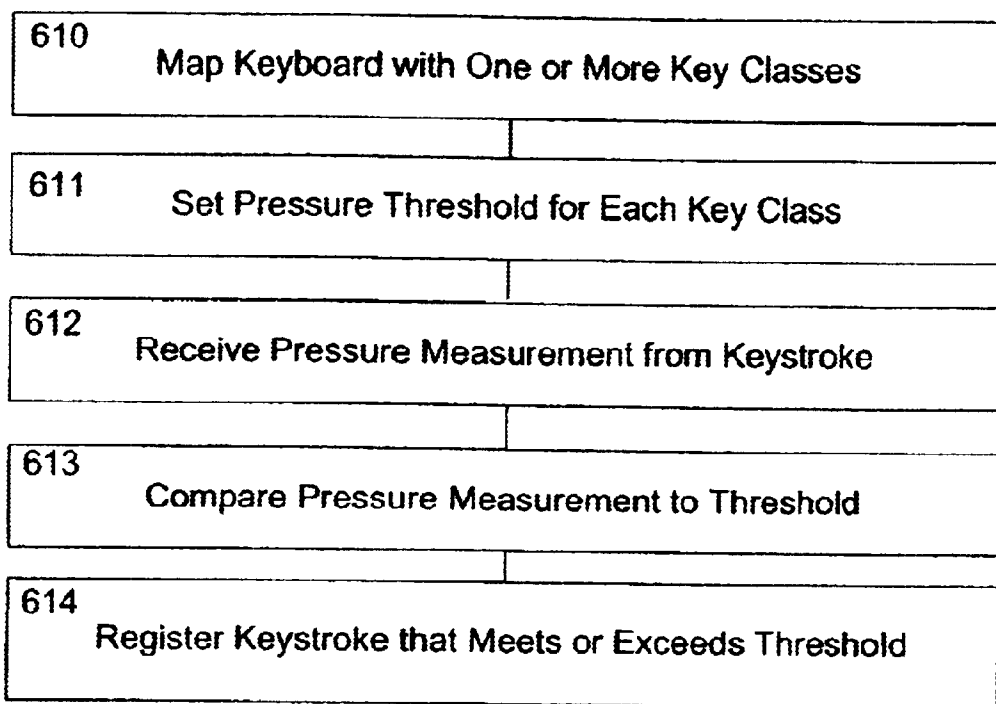 610
Map Keyboard with One or More Key Classes
611
Set Pressure Threshold for Each Key Class
612
Receive Pressure Measurement from Keystroke
613
Compare Pressure Measurement to Threshold
614
Register Keystroke that Meets or Exceeds Threshold